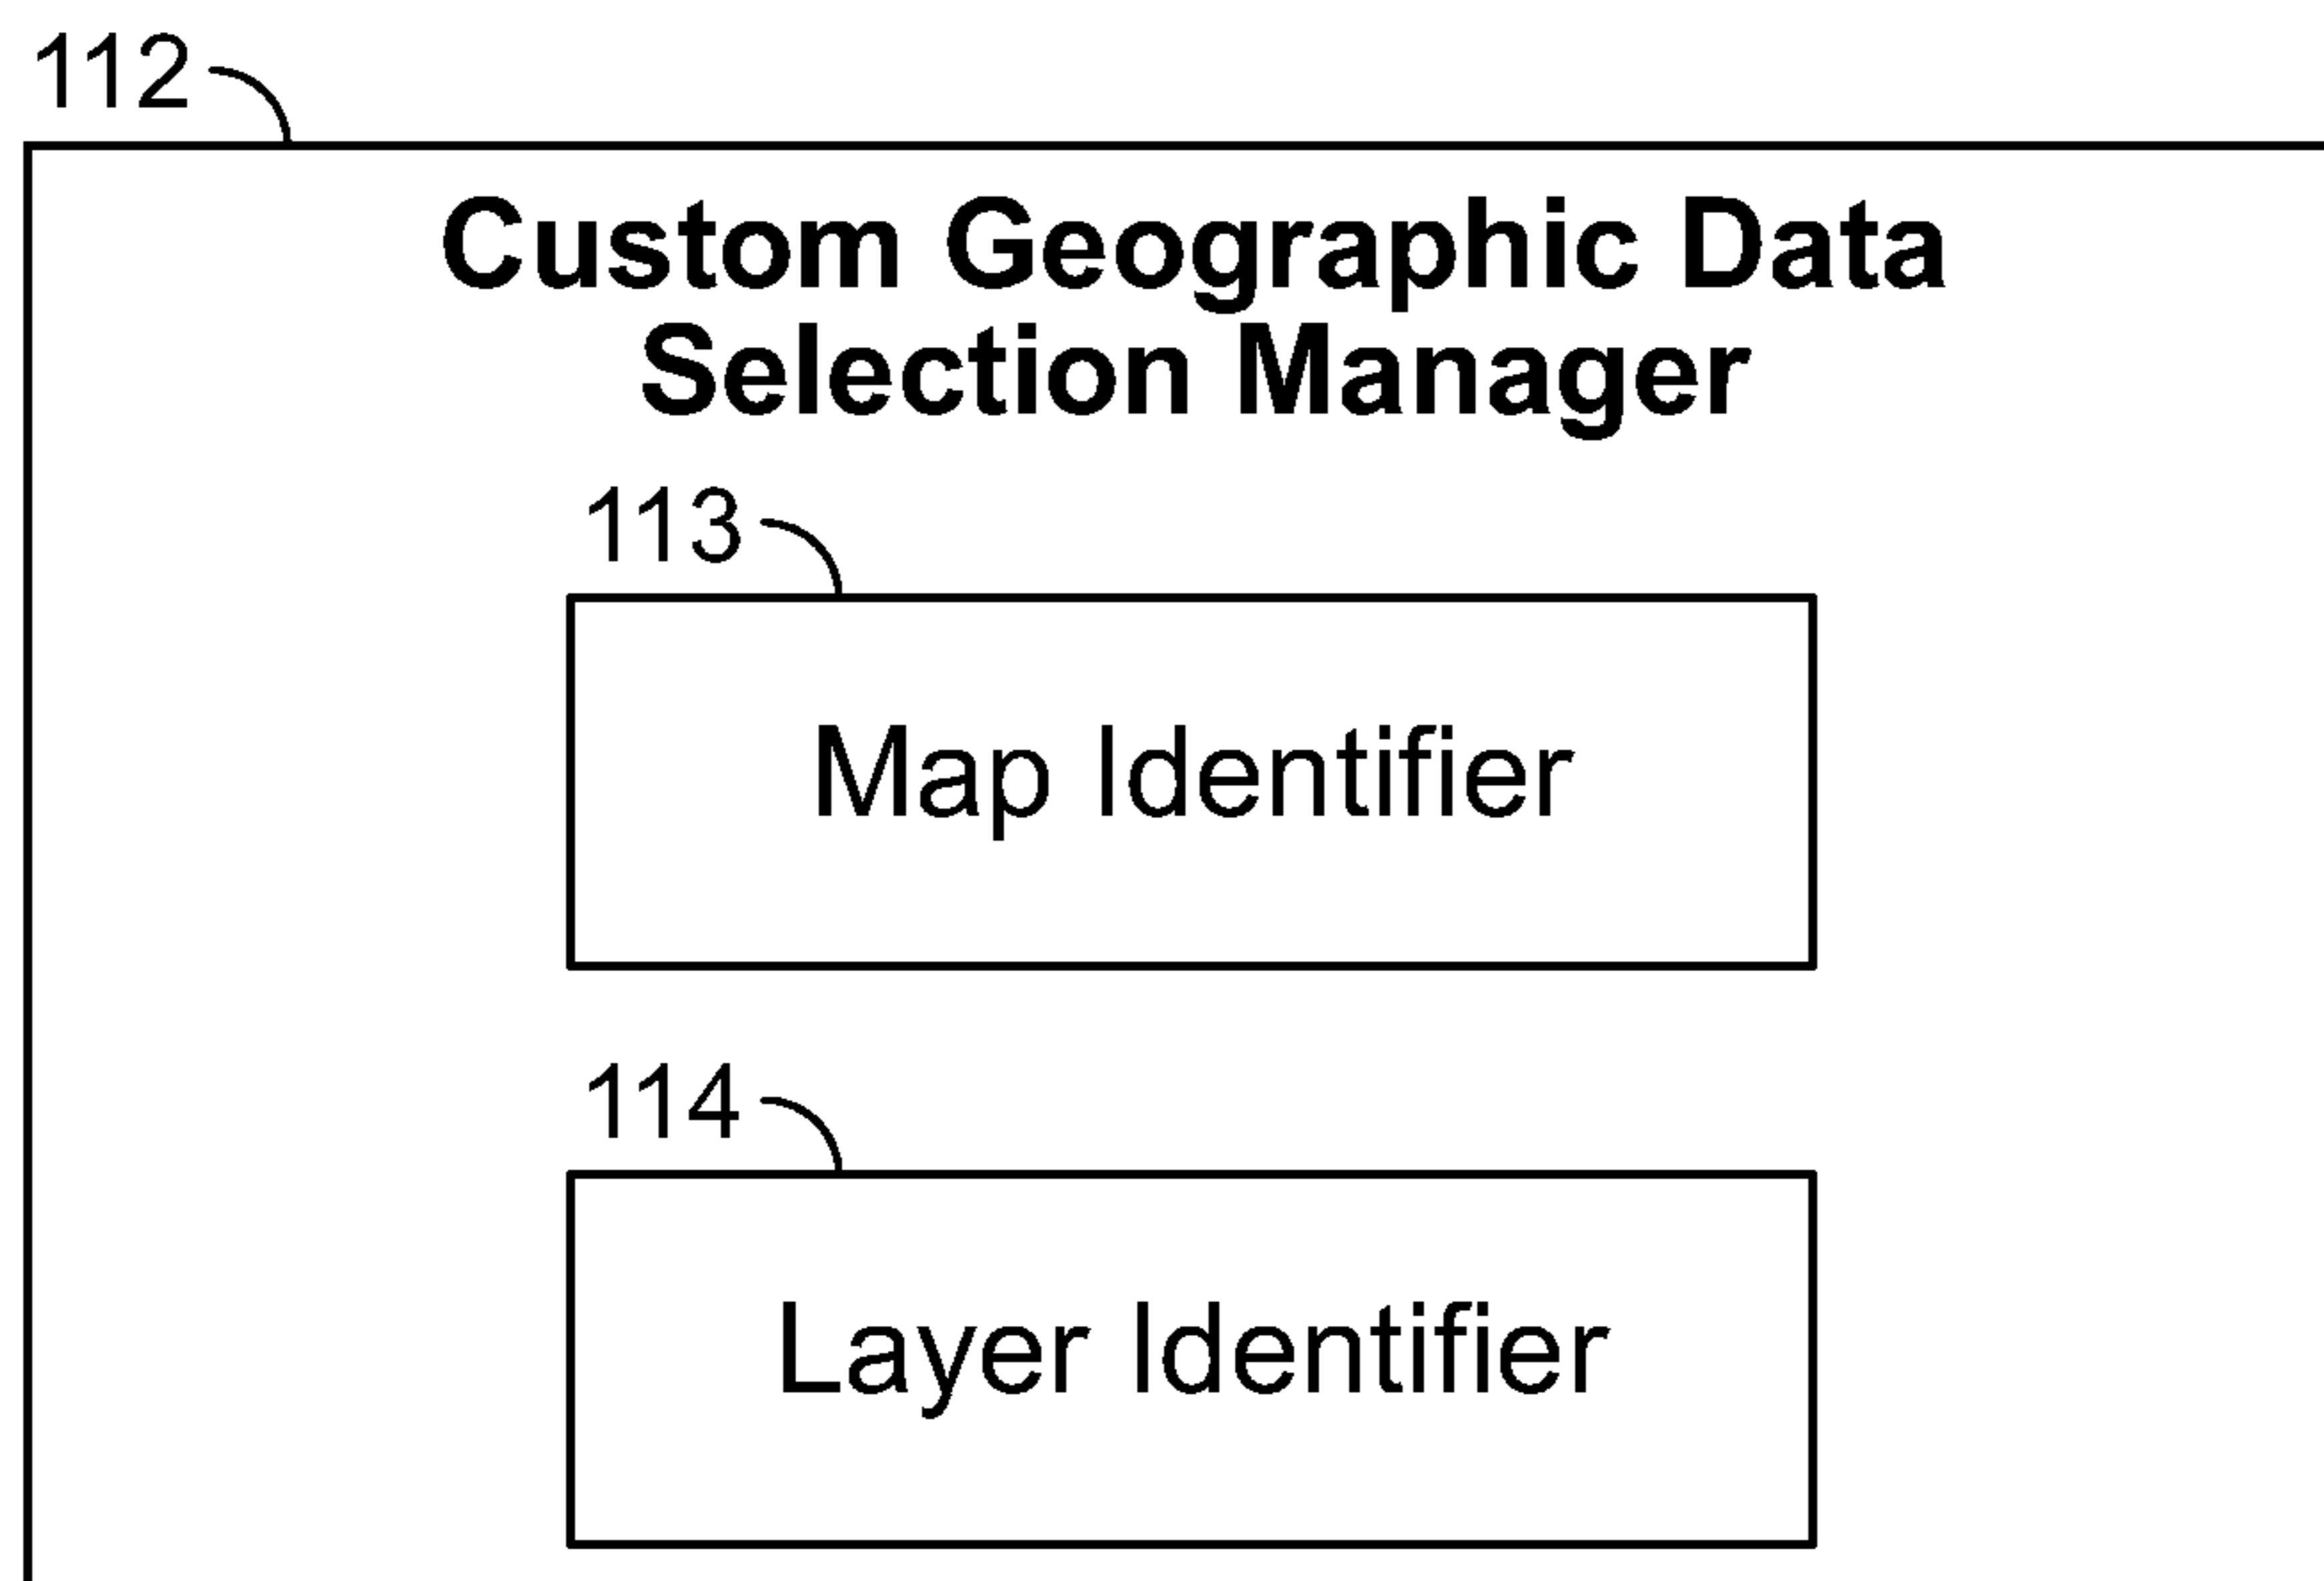 112
Custom Geographic Data
Selection Manager
113
Map Identifier
114
Layer Identifier